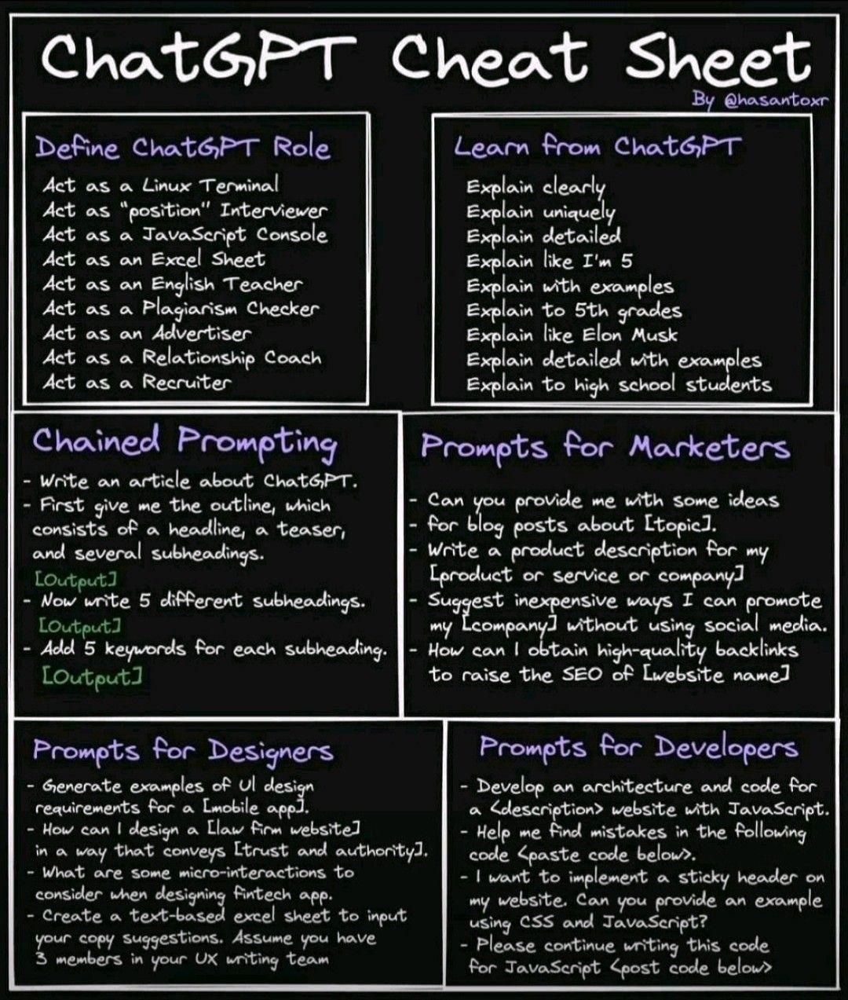 ChatGPT Cheat Sheet
By @hasantoxr
Define ChatGPT Role
Act as a Linux Terminal
Act as "position" Interviewer
Act as a JavaScript Console
Act as an Excel Sheet
Act as an English Teacher
Act as a Plagiarism Checker
Act as an Advertiser
Act as a Relationship Coach
Act as a Recruiter
Learn from ChatGPT
Explain clearly
Explain uniquely
Explain detailed
Explain like I'm 5
Explain with examples
Explain to 5th grades
Explain like Elon Musk
Explain detailed with examples
Explain to high school students
Chained Prompting
- Write an article about ChatGPT.
- First give me the outline, which
consists of a headline, a teaser,
and several subheadings.
[Output]
- Now write 5 different subheadings.
[Output]
- Add 5 keywords for each subheading.
[Output]
Prompts for Marketers
- Can you provide me with some ideas
- for blog posts about [topic].
- Write a product description for my
[product or service or company]
- Suggest inexpensive ways I can promote
my [company] without using social media.
- How can I obtain high-quality backlinks
to raise the SEO of [website name]
Prompts for Designers
- Generate examples of UI design
requirements for a [mobile app].
- How can I design a [law firm website]
in a way that conveys [trust and authority].
- What are some micro-interactions to
consider when designing fintech app.
- Create a text-based excel sheet to input
your copy suggestions. Assume you have
3 members in your UX writing team
Prompts for Developers
- Develop an architecture and code for
a <description> website with JavaScript.
- Help me find mistakes in the following
code <paste code below>.
- I want to implement a sticky header on
my website. Can you provide an example
using CSS and JavaScript?
- Please continue writing this code
for JavaScript <post code below>